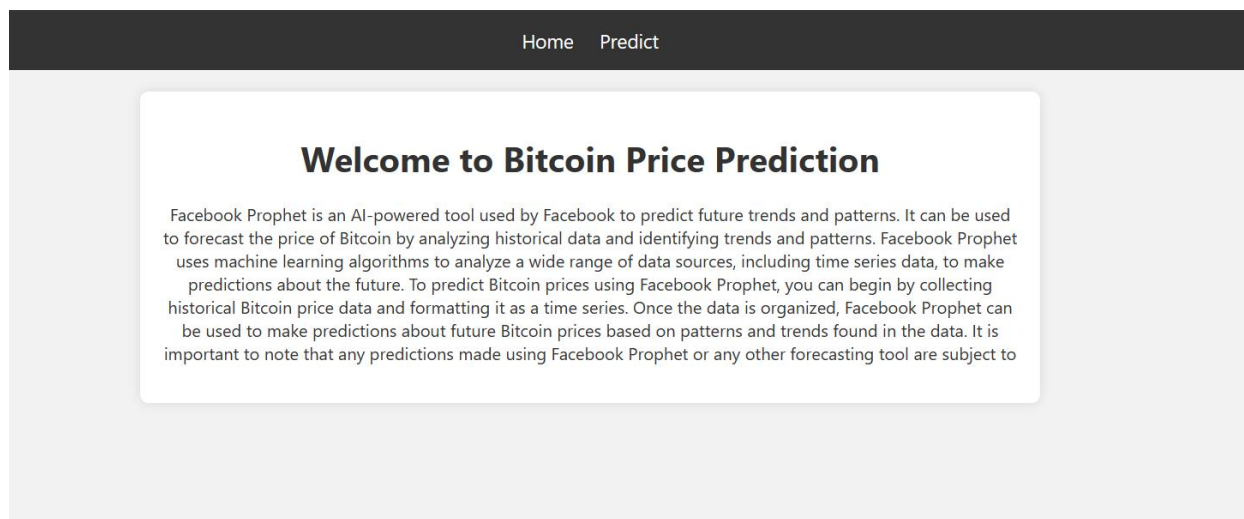 Home Predict
Welcome to Bitcoin Price Prediction
Facebook Prophet is an AI-powered tool used by Facebook to predict future trends and patterns. It can be used
to forecast the price of Bitcoin by analyzing historical data and identifying trends and patterns. Facebook Prophet
uses machine learning algorithms to analyze a wide range of data sources, including time series data, to make
predictions about the future. To predict Bitcoin prices using Facebook Prophet, you can begin by collecting
historical Bitcoin price data and formatting it as a time series. Once the data is organized, Facebook Prophet can
be used to make predictions about future Bitcoin prices based on patterns and trends found in the data. It is
important to note that any predictions made using Facebook Prophet or any other forecasting tool are subject to